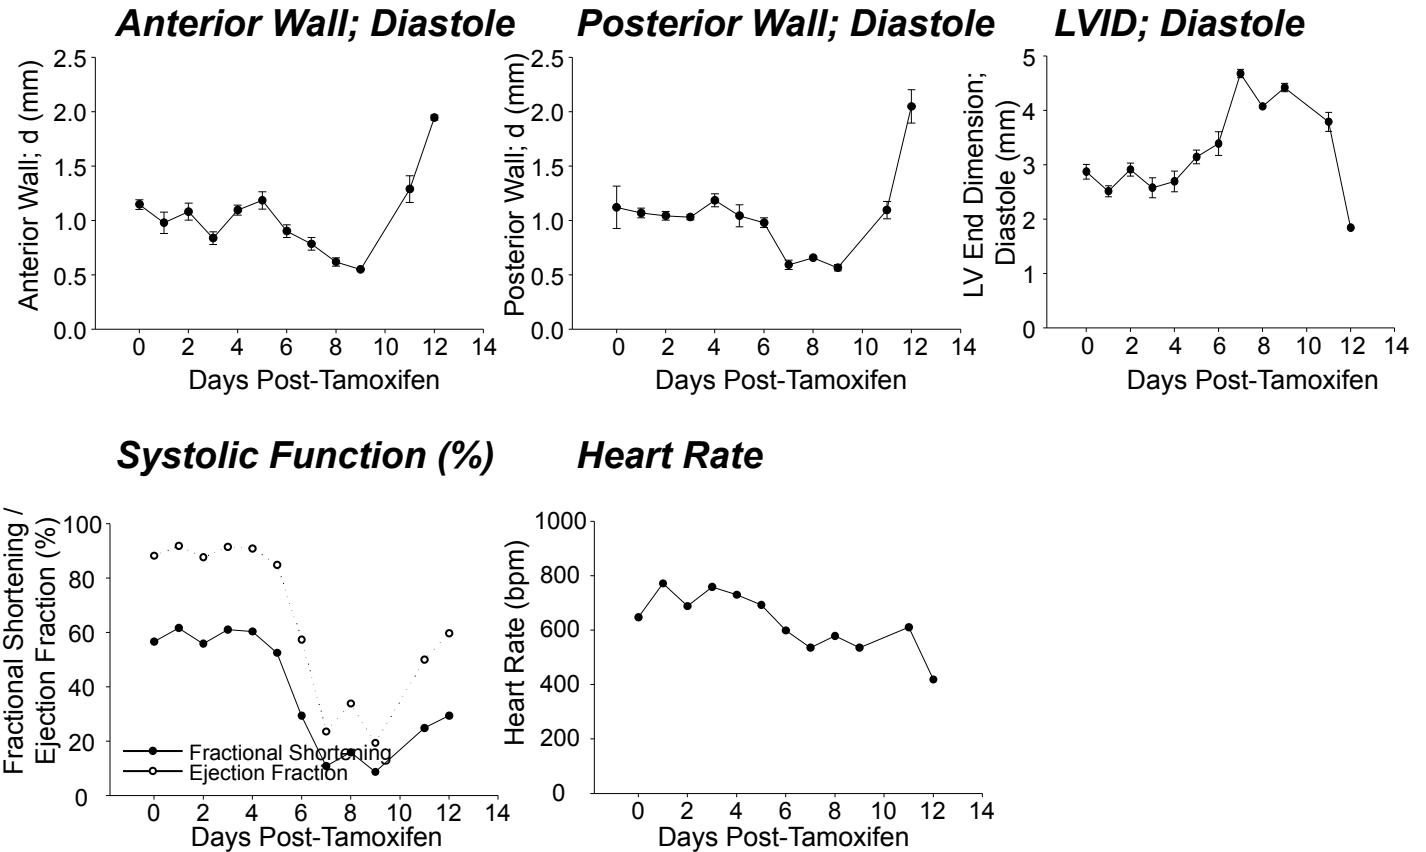 Anterior Wall; Diastole
Anterior Wall; d (mm)
2.5
2.0
1.5
1.0
0.5
0.0
0 2 4 6 8 10 12 14
Days Post-Tamoxifen
Posterior Wall; Diastole
Posterior Wall; d (mm)
2.5
2.0
1.5
1.0
0.5
0.0
0 2 4 6 8 10 12 14
Days Post-Tamoxifen
LVID; Diastole
LV End Dimension;
Diastole (mm)
5
4
3
2
1
0
0 2 4 6 8 10 12 14
Days Post-Tamoxifen
Systolic Function (%)
Fractional Shortening /
Ejection Fraction (%)
100
80
60
40
20
0
Fractional Shortening
Ejection Fraction
0 2 4 6 8 10 12 14
Days Post-Tamoxifen
Heart Rate
Heart Rate (bpm)
1000
800
600
400
200
0
0 2 4 6 8 10 12 14
Days Post-Tamoxifen